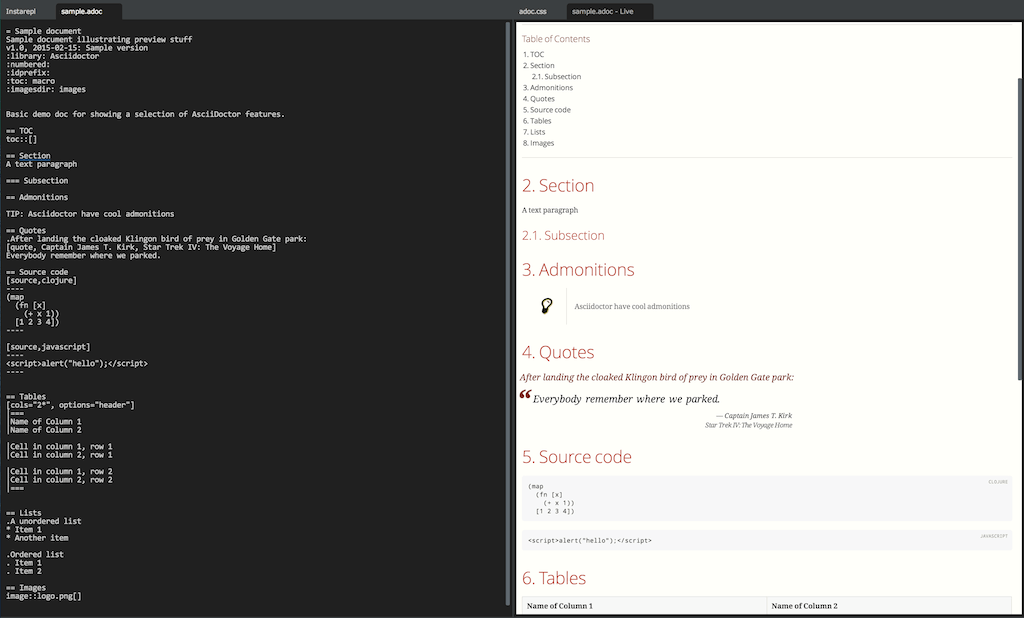 Instarepl
sample.adoc
= Sample document
Sample document illustrating preview stuff
v1.0, 2015-02-15: Sample version
:library: Asciidoctor
:numbered:
:idprefix:
:toc: macro
:imagesdir: images
Basic demo doc for showing a selection of AsciiDoctor features.
== TOC
toc::[]
== Section
A text paragraph
=== Subsection
== Admonitions
TIP: Asciidoctor have cool admonitions
== Quotes
.After landing the cloaked Klingon bird of prey in Golden Gate park:
[quote, Captain James T. Kirk, Star Trek IV: The Voyage Home]
Everybody remember where we parked.
== Source code
[source,clojure]
----
(map
(fn [x]
(+ x 1))
[1 2 3 4])
----
[source,javascript]
----
<script>alert("hello");</script>
----
== Tables
[cols="2*", options="header"]
|===
|Name of Column 1
|Name of Column 2
|Cell in column 1, row 1
|Cell in column 2, row 1
|Cell in column 1, row 2
|Cell in column 2, row 2
|===
== Lists
.A unordered list
* Item 1
* Another item
.Ordered list
. Item 1
. Item 2
== Images
image::logo.png[]
adoc.css
sample.adoc - Live
Table of Contents
1. TOC
2. Section
2.1. Subsection
3. Admonitions
4. Quotes
5. Source code
6. Tables
7. Lists
8. Images
2. Section
A text paragraph
2.1. Subsection
3. Admonitions
Asciidoctor have cool admonitions
4. Quotes
After landing the cloaked Klingon bird of prey in Golden Gate park:
“ Everybody remember where we parked.
— Captain James T. Kirk
Star Trek IV: The Voyage Home
5. Source code
CLOJURE
(map
(fn [x]
(+ x 1))
[1 2 3 4])
JAVASCRIPT
<script>alert("hello");</script>
6. Tables
Name of Column 1 Name of Column 2